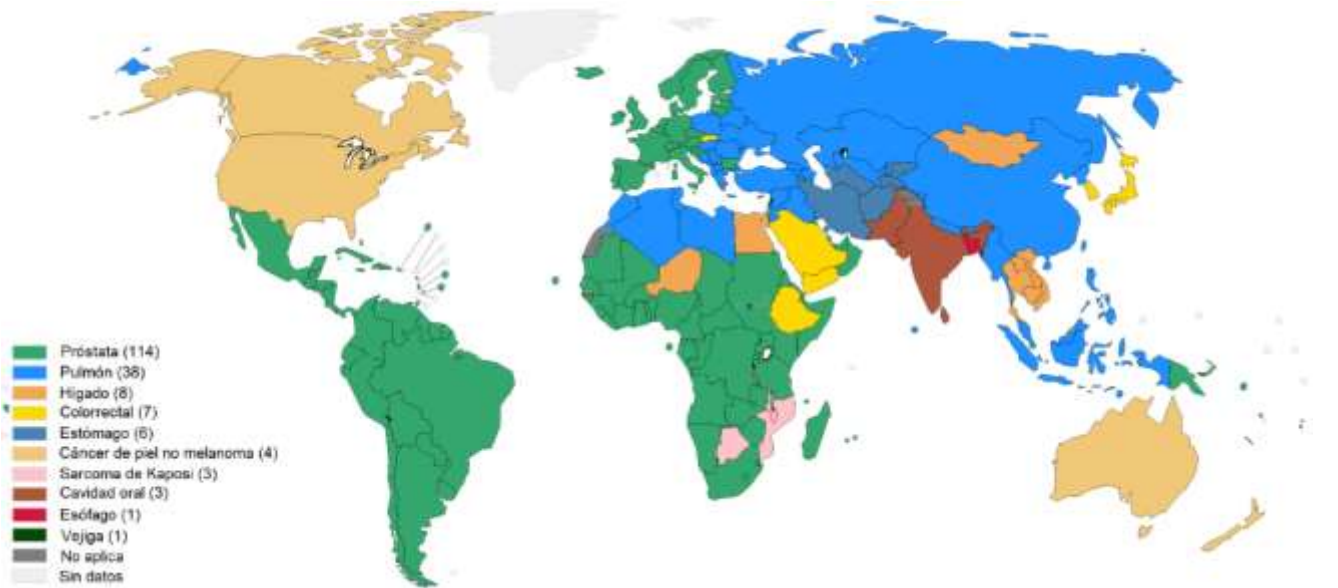 Próstata (114)
Pulmón (38)
Hígado (8)
Colorrectal (7)
Estómago (6)
Cáncer de piel no melanoma (4)
Sarcoma de Kaposi (3)
Cavidad oral (3)
Esófago (1)
Vejiga (1)
No aplica
Sin datos